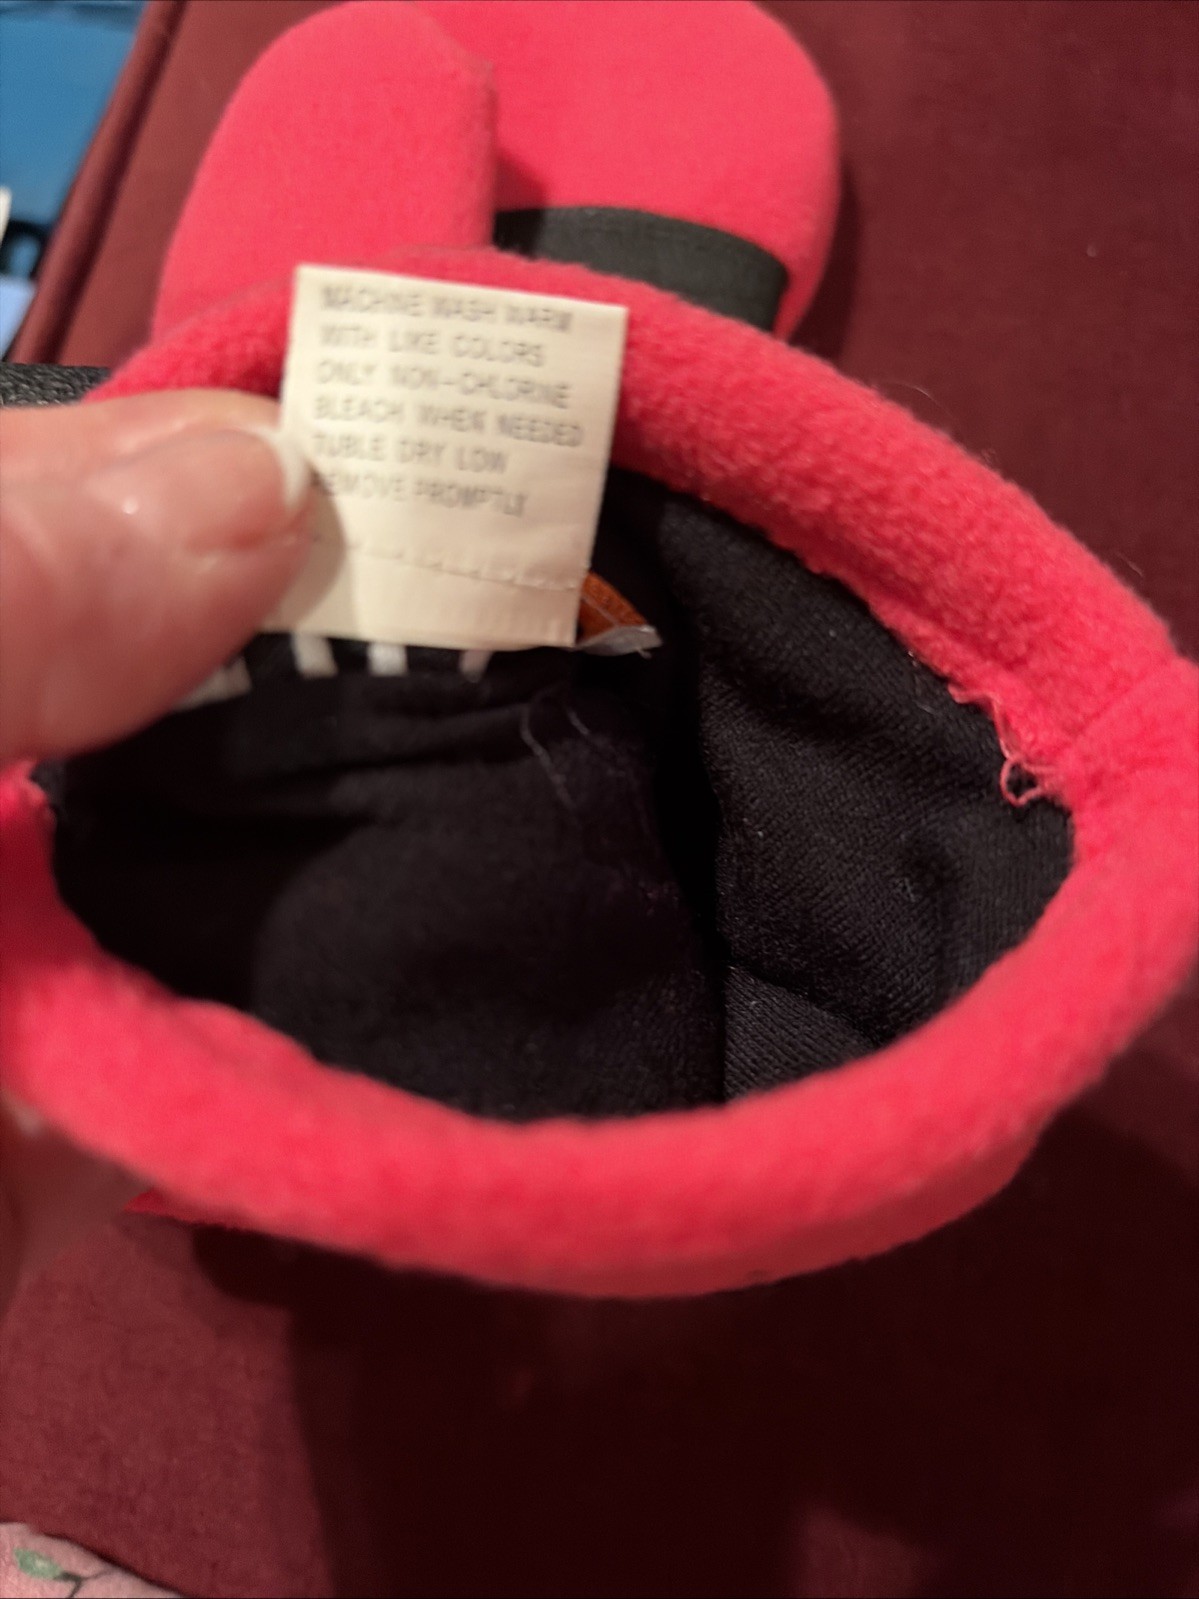 MACHINE WASH WARM
WITH LIKE COLORS
ONLY NON-CHLORINE
BLEACH WHEN NEEDED
TUBLE DRY LOW
REMOVE PROMPTLY